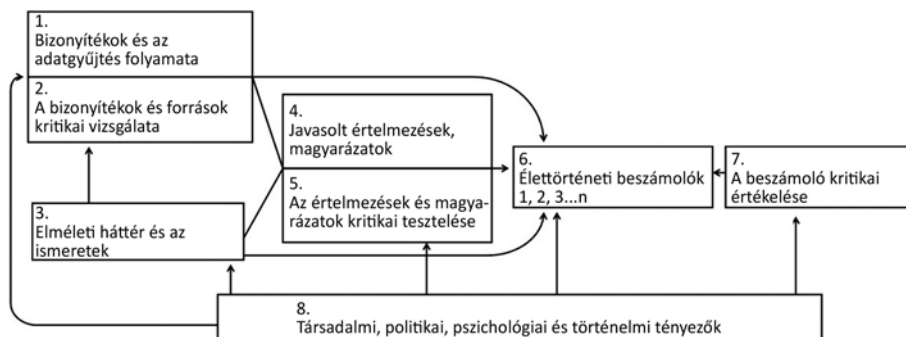 1.
Bizonyítékok és az
adatgyűjtés folyamata
2.
A bizonyítékok és források
kritikai vizsgálata
3.
Elméleti háttér és az
ismeretek
4.
Javasolt értelmezések,
magyarázatok
5.
Az értelmezések és magya-
rázatok kritikai tesztelése
6.
Élettörténeti beszámolók
1, 2, 3...n
7.
A beszámoló kritikai
értékelése
8.
Társadalmi, politikai, pszichológiai és történelmi tényezők